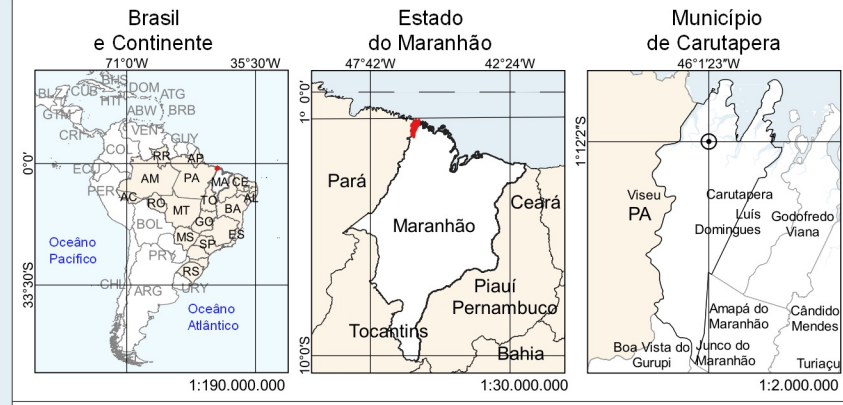 Brasil
e Continente
71°0'W
35°30'W
BHS
DOM
ATG
BLZ
CUB
HTI
GTM
ABW
BRB
CRI
VEN
GUY
COL
0°0'
RR
AP
ECU
AM
PA
MA
CE
PER
AC
RO
TO
AL
MT
BA
BOL
GO
MS
ES
Oceâno
Pacífico
SP
PRY
RS
CHL
ARG
URY
Oceâno
Atlântico
1:190.000.000
Estado
do Maranhão
47°42'W
42°24'W
0°0'
1°
Pará
Ceará
Maranhão
Piauí
Pernambuco
Tocantins
Bahia
10°0'S
1:30.000.000
Município
de Carutapera
46°1'23"W
1°12'2"S
Viseu
PA
Carutapera
Luís
Domingues
Godofredo
Viana
Amapá do
Maranhão
Cândido
Mendes
Boa Vista do
Gurupi
Junco do
Maranhão
Turiaçu
1:2.000.000